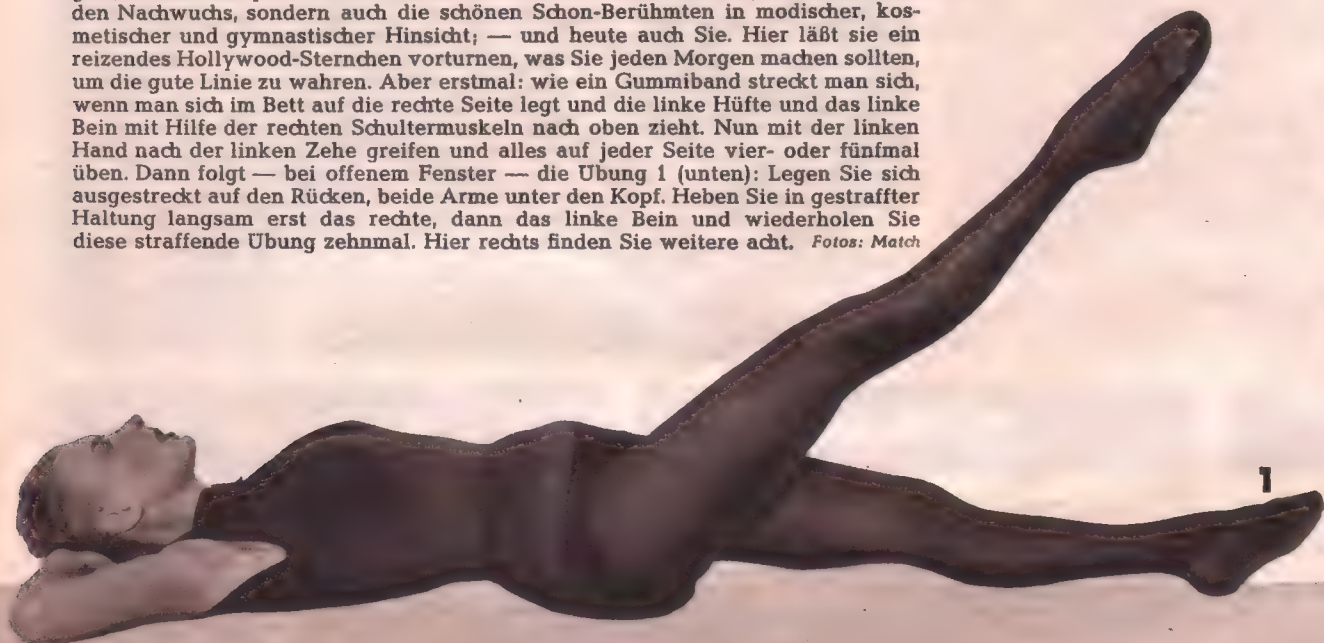 den Nachwuchs, sondern auch die schönen Schon-Berühmten in modischer, kos-
metischer und gymnastischer Hinsicht; — und heute auch Sie. Hier läßt sie ein
reizendes Hollywood-Sternchen vorturnen, was Sie jeden Morgen machen sollten,
um die gute Linie zu wahren. Aber erstmal: wie ein Gummiband streckt man sich,
wenn man sich im Bett auf die rechte Seite legt und die linke Hüfte und das linke
Bein mit Hilfe der rechten Schultermuskeln nach oben zieht. Nun mit der linken
Hand nach der linken Zehe greifen und alles auf jeder Seite vier- oder fünfmal
üben. Dann folgt — bei offenem Fenster — die Übung 1 (unten): Legen Sie sich
ausgestreckt auf den Rücken, beide Arme unter den Kopf. Heben Sie in gestraffter
Haltung langsam erst das rechte, dann das linke Bein und wiederholen Sie
diese straffende Übung zehnmal. Hier rechts finden Sie weitere acht. Fotos: Match
1